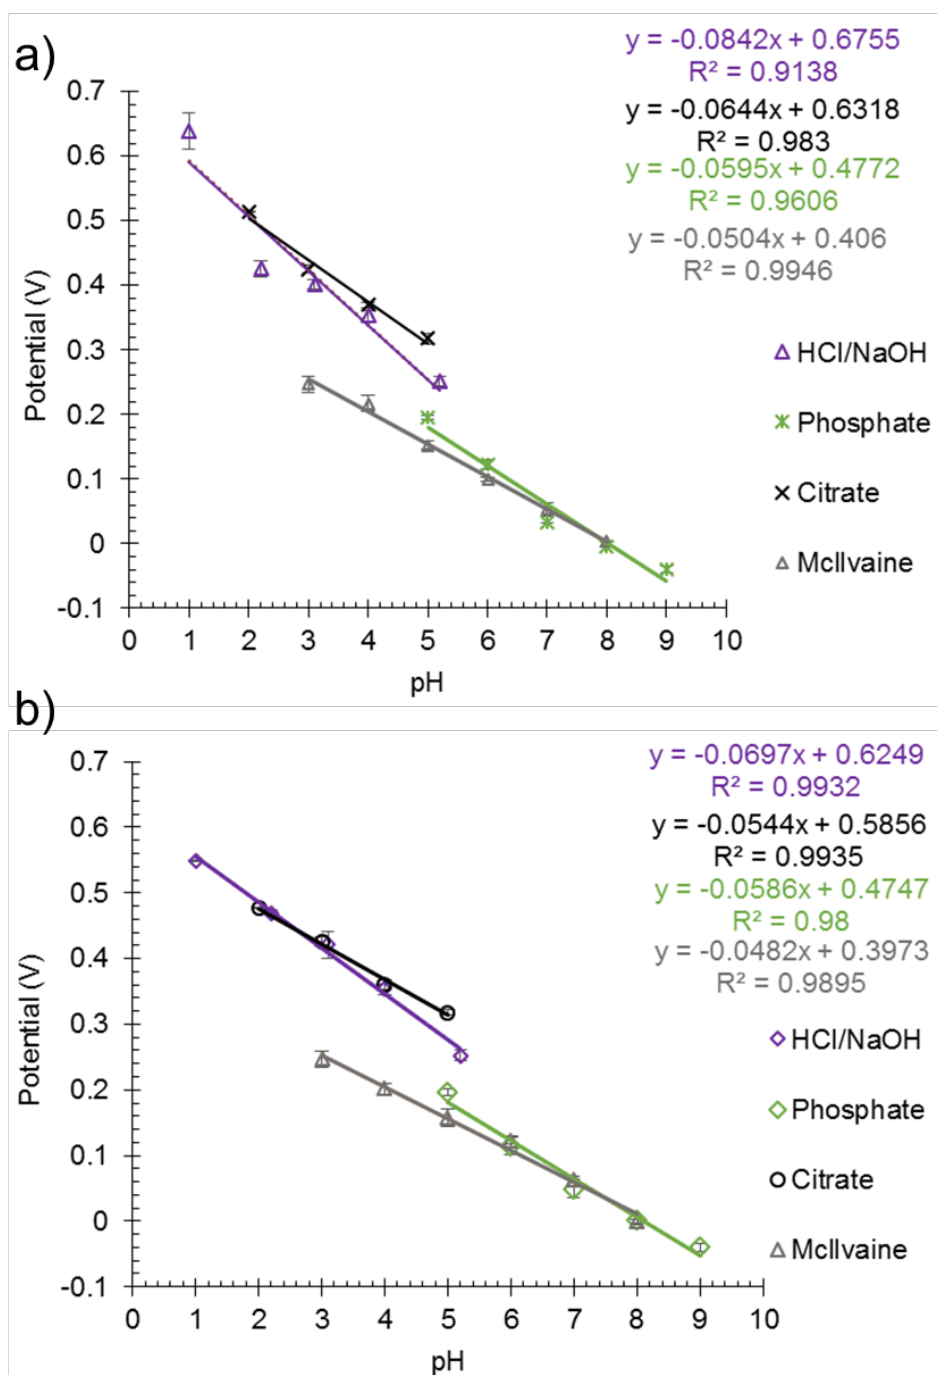 a)
y = -0.0842x + 0.6755
R² = 0.9138
y = -0.0644x + 0.6318
R² = 0.983
y = -0.0595x + 0.4772
R² = 0.9606
y = -0.0504x + 0.406
R² = 0.9946
0.7
0.6
0.5
0.4
0.3
0.2
0.1
0
-0.1
Potential (V)
0 1 2 3 4 5 6 7 8 9 10
pH
HCl/NaOH
Phosphate
Citrate
McIlvaine
b)
y = -0.0697x + 0.6249
R² = 0.9932
y = -0.0544x + 0.5856
R² = 0.9935
y = -0.0586x + 0.4747
R² = 0.98
y = -0.0482x + 0.3973
R² = 0.9895
0.7
0.6
0.5
0.4
0.3
0.2
0.1
0
-0.1
Potential (V)
0 1 2 3 4 5 6 7 8 9 10
pH
HCl/NaOH
Phosphate
Citrate
McIlvaine